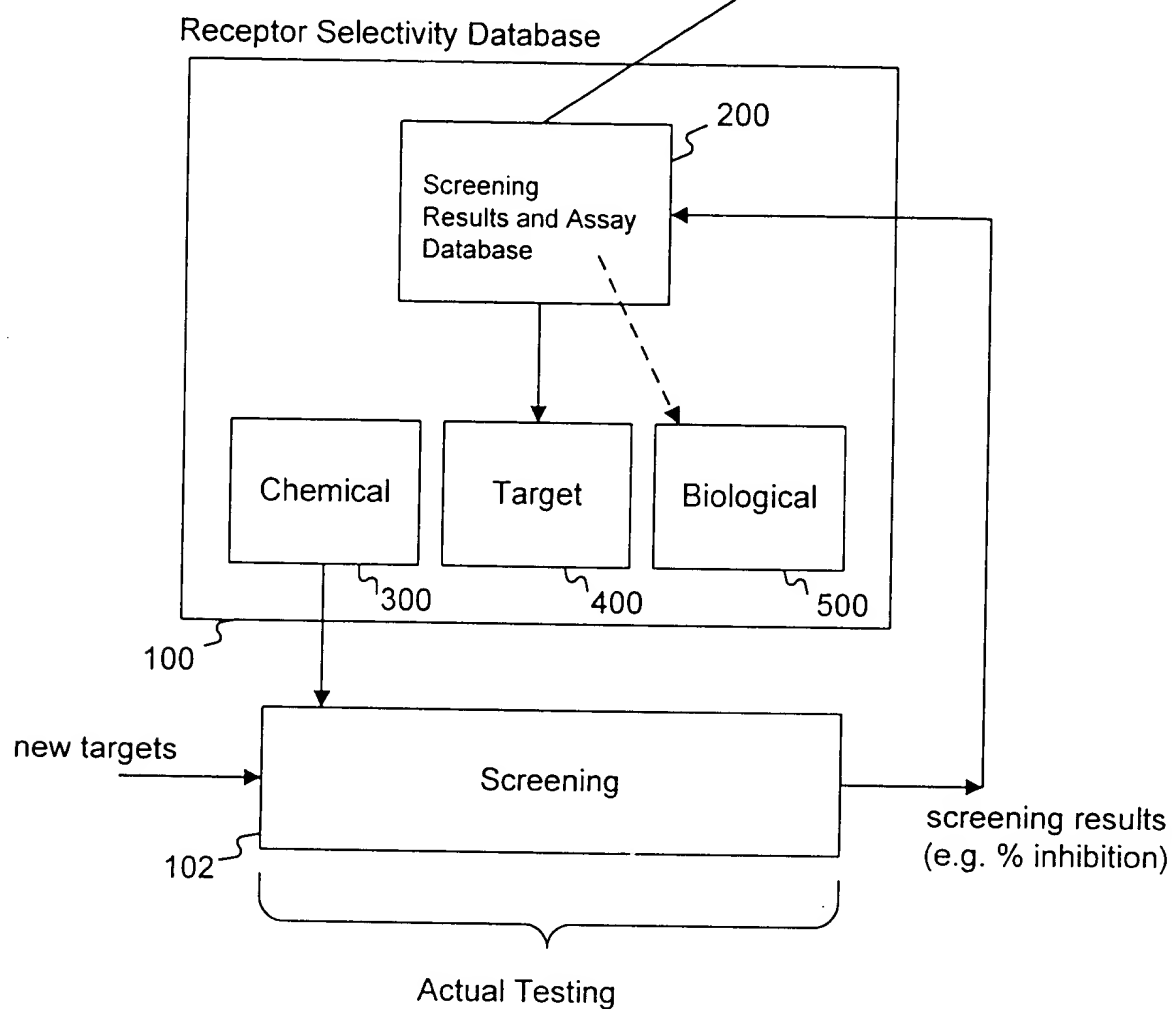 Receptor Selectivity Database
200
Screening
Results and Assay
Database
Chemical
Target
Biological
300
400
500
100
new targets
Screening
screening results
(e.g. % inhibition)
102
Actual Testing